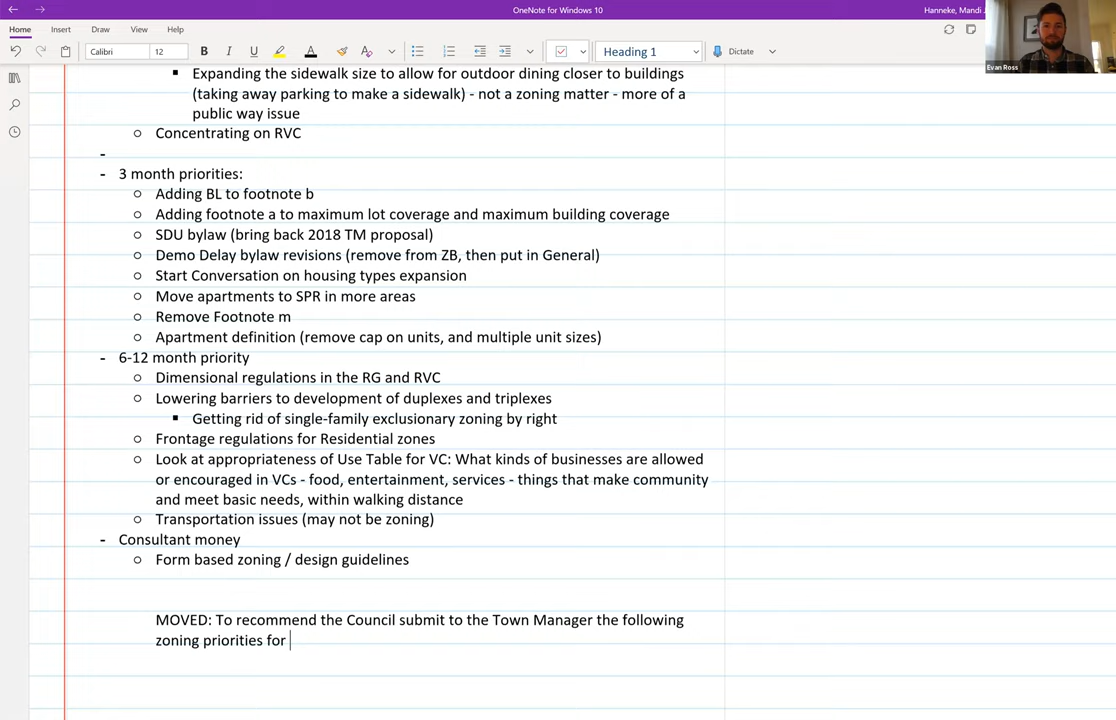 OneNote for Windows 10
Hanneke, Mandi J
Home Insert Draw View Help
Calibri 12 B I U A A Heading 1 Dictate
Evan Ross
Expanding the sidewalk size to allow for outdoor dining closer to buildings
(taking away parking to make a sidewalk) - not a zoning matter - more of a
public way issue
Concentrating on RVC
-
- 3 month priorities:
Adding BL to footnote b
Adding footnote a to maximum lot coverage and maximum building coverage
SDU bylaw (bring back 2018 TM proposal)
Demo Delay bylaw revisions (remove from ZB, then put in General)
Start Conversation on housing types expansion
Move apartments to SPR in more areas
Remove Footnote m
Apartment definition (remove cap on units, and multiple unit sizes)
- 6-12 month priority
Dimensional regulations in the RG and RVC
Lowering barriers to development of duplexes and triplexes
Getting rid of single-family exclusionary zoning by right
Frontage regulations for Residential zones
Look at appropriateness of Use Table for VC: What kinds of businesses are allowed
or encouraged in VCs - food, entertainment, services - things that make community
and meet basic needs, within walking distance
Transportation issues (may not be zoning)
- Consultant money
Form based zoning / design guidelines
MOVED: To recommend the Council submit to the Town Manager the following
zoning priorities for